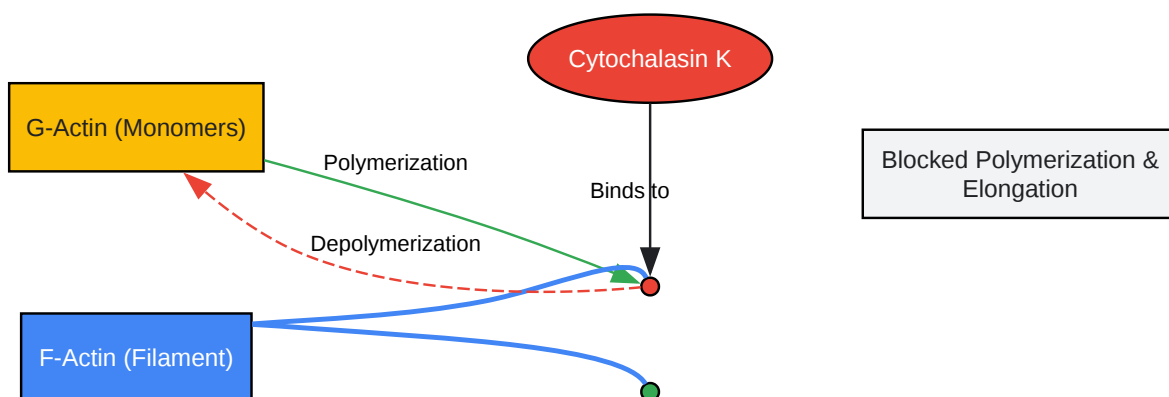 Cytochalasin K
G-Actin (Monomers)
Polymerization
Blocked Polymerization &
Elongation
Binds to
Depolymerization
F-Actin (Filament)